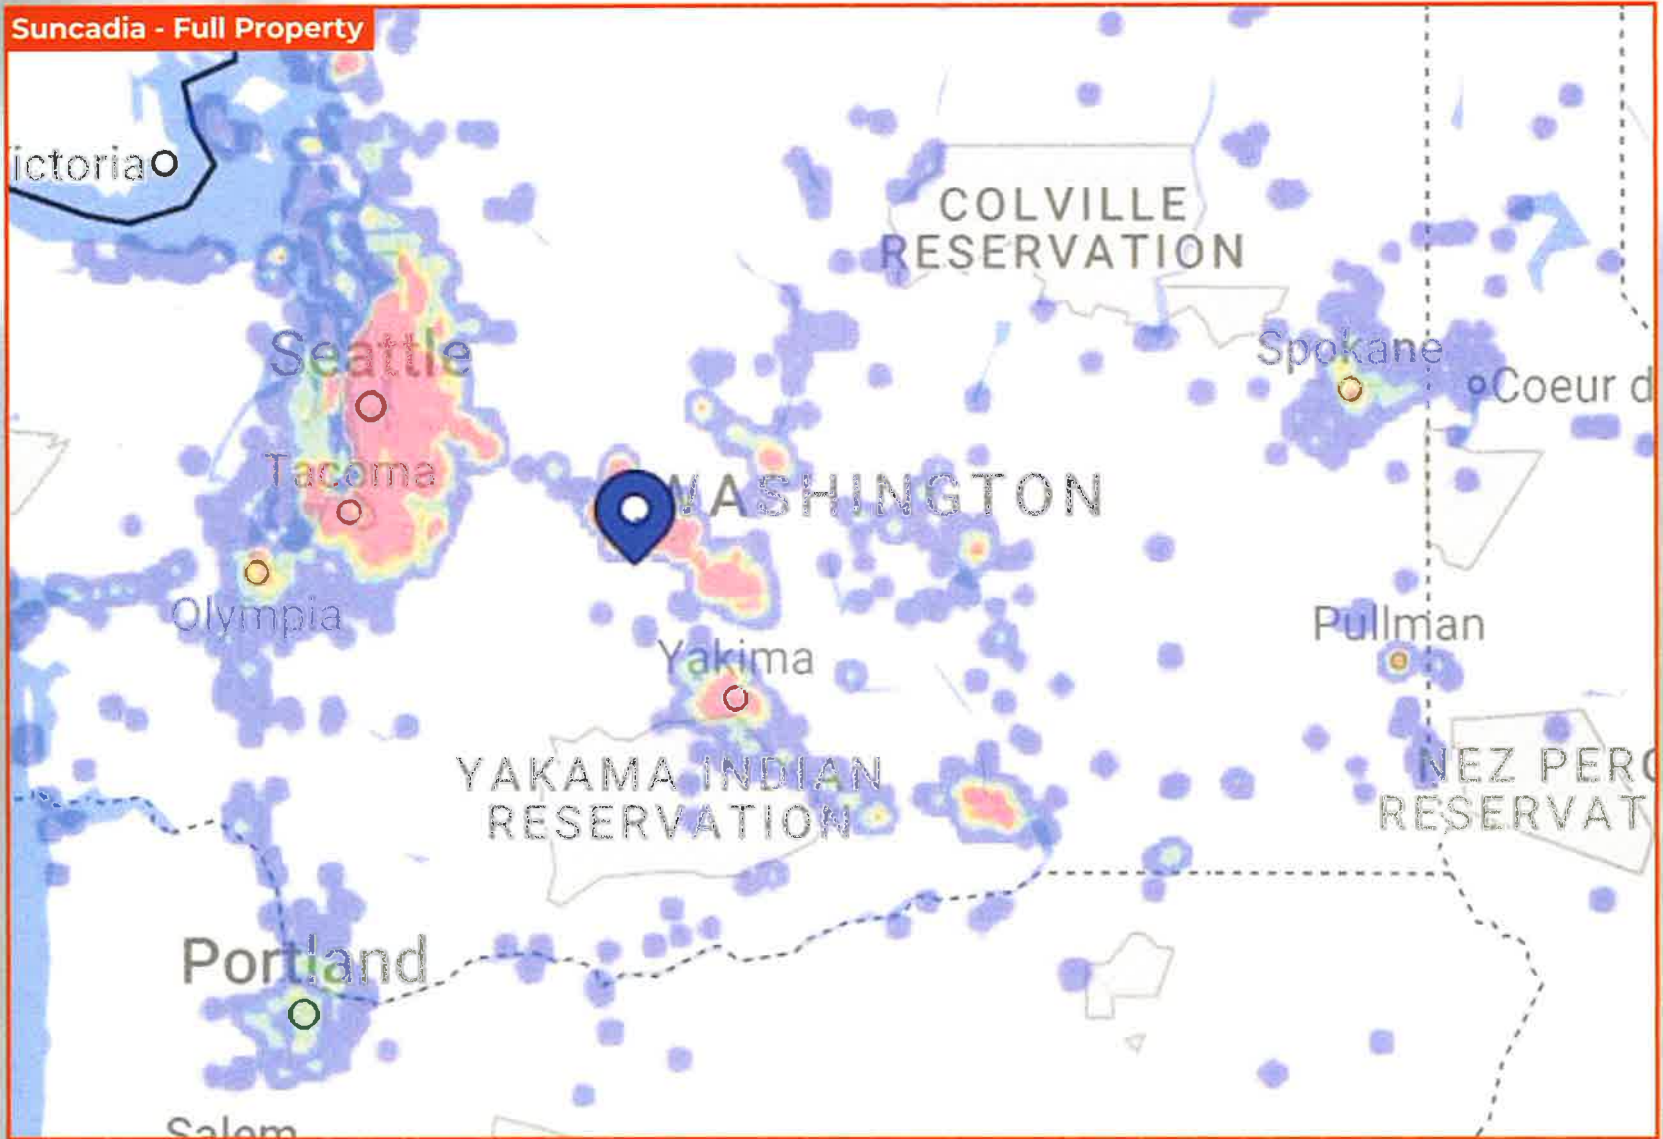 Suncadia - Full Property
ictoria
COLVILLE
RESERVATION
Seattle
Spokane
Coeur d
Tacoma
WASHINGTON
Olympia
Pullman
Yakima
YAKAMA INDIAN
RESERVATION
NEZ PERC
RESERVAT
Portland
Salem